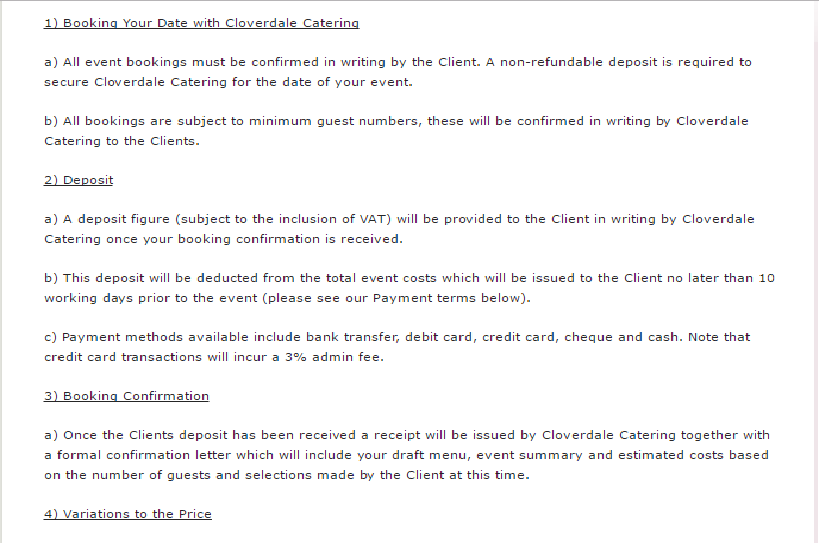 1) Booking Your Date with Cloverdale Catering
a) All event bookings must be confirmed in writing by the Client. A non-refundable deposit is required to
secure Cloverdale Catering for the date of your event.
b) All bookings are subject to minimum guest numbers, these will be confirmed in writing by Cloverdale
Catering to the Clients.
2) Deposit
a) A deposit figure (subject to the inclusion of VAT) will be provided to the Client in writing by Cloverdale
Catering once your booking confirmation is received.
b) This deposit will be deducted from the total event costs which will be issued to the Client no later than 10
working days prior to the event (please see our Payment terms below).
c) Payment methods available include bank transfer, debit card, credit card, cheque and cash. Note that
credit card transactions will incur a 3% admin fee.
3) Booking Confirmation
a) Once the Clients deposit has been received a receipt will be issued by Cloverdale Catering together with
a formal confirmation letter which will include your draft menu, event summary and estimated costs based
on the number of guests and selections made by the Client at this time.
4) Variations to the Price